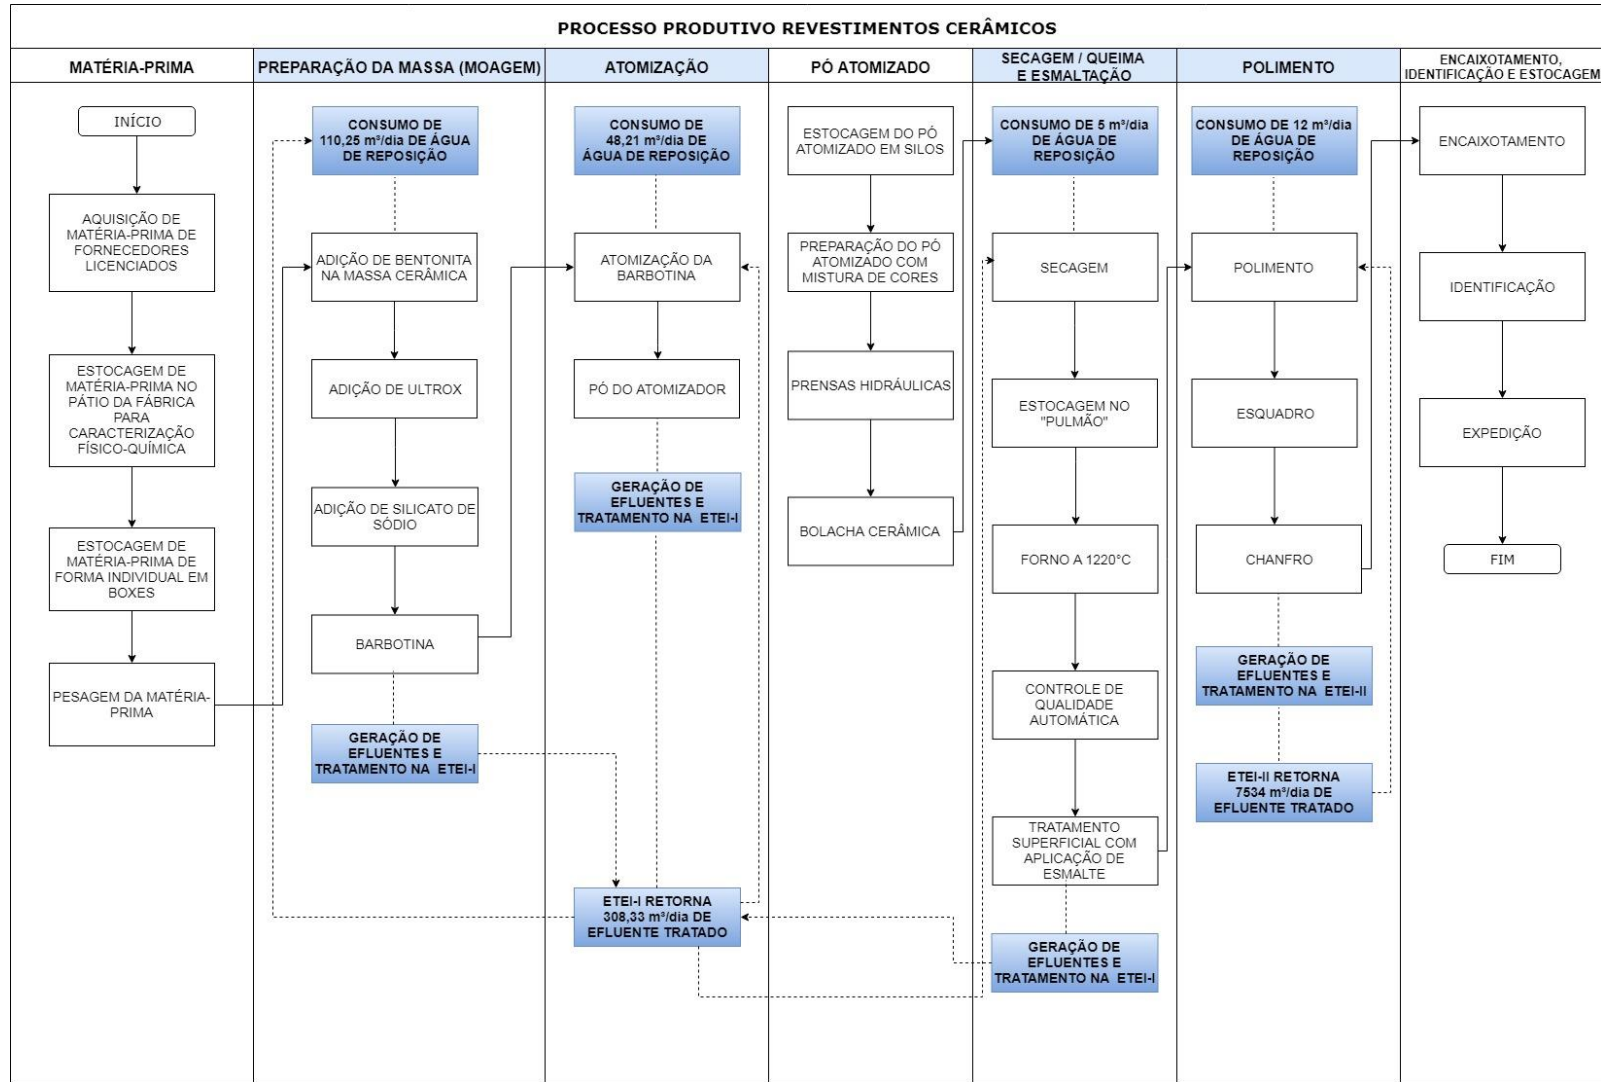 PROCESSO PRODUTIVO REVESTIMENTOS CERÂMICOS
MATÉRIA-PRIMA
INÍCIO
AQUISIÇÃO DE
MATÉRIA-PRIMA DE
FORNECEDORES
LICENCIADOS
ESTOCAGEM DE
MATÉRIA-PRIMA NO
PÁTIO DA FÁBRICA
PARA
CARACTERIZAÇÃO
FÍSICO-QUÍMICA
ESTOCAGEM DE
MATÉRIA-PRIMA DE
FORMA INDIVIDUAL EM
BOXES
PESAGEM DA MATÉRIA-
PRIMA
PREPARAÇÃO DA MASSA (MOAGEM)
CONSUMO DE
110,25 m³/dia DE ÁGUA
DE REPOSIÇÃO
ADIÇÃO DE BENTONITA
NA MASSA CERÂMICA
ADIÇÃO DE ULTROX
ADIÇÃO DE SILICATO DE
SÓDIO
BARBOTINA
GERAÇÃO DE
EFLUENTES E
TRATAMENTO NA ETEI-I
ATOMIZAÇÃO
CONSUMO DE
48,21 m³/dia DE
ÁGUA DE REPOSIÇÃO
ATOMIZAÇÃO DA
BARBOTINA
PÓ DO ATOMIZADOR
GERAÇÃO DE
EFLUENTES E
TRATAMENTO NA ETEI-I
ETEI-I RETORNA
308,33 m³/dia DE
EFLUENTE TRATADO
PÓ ATOMIZADO
ESTOCAGEM DO PÓ
ATOMIZADO EM SILOS
PREPARAÇÃO DO PÓ
ATOMIZADO COM
MISTURA DE CORES
PRENSAS HIDRÁULICAS
BOLACHA CERÂMICA
SECAGEM / QUEIMA
E ESMALTAÇÃO
CONSUMO DE 5 m³/dia
DE ÁGUA DE
REPOSIÇÃO
SECAGEM
ESTOCAGEM NO
"PULMÃO"
FORNO A 1220°C
CONTROLE DE
QUALIDADE
AUTOMÁTICA
TRATAMENTO
SUPERFICIAL COM
APLICAÇÃO DE
ESMALTE
GERAÇÃO DE
EFLUENTES E
TRATAMENTO NA ETEI-I
POLIMENTO
CONSUMO DE 12 m³/dia
DE ÁGUA DE
REPOSIÇÃO
POLIMENTO
ESQUADRO
CHANFRO
GERAÇÃO DE
EFLUENTES E
TRATAMENTO NA ETEI-II
ETEI-II RETORNA
7534 m³/dia DE
EFLUENTE TRATADO
ENCAIXOTAMENTO,
IDENTIFICAÇÃO E ESTOCAGEM
ENCAIXOTAMENTO
IDENTIFICAÇÃO
EXPEDIÇÃO
FIM